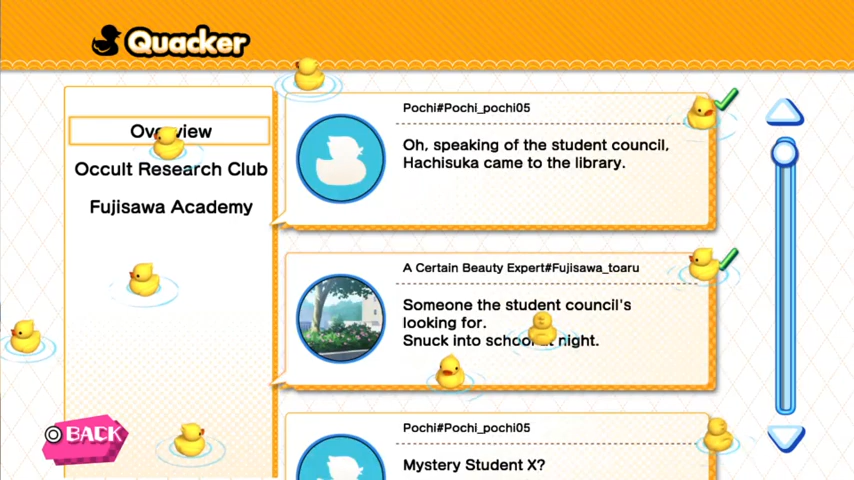 Quacker
Overview
Occult Research Club
Fujisawa Academy
Pochi#Pochi_pochi05
Oh, speaking of the student council,
Hachisuka came to the library.
A Certain Beauty Expert#Fujisawa_toaru
Someone the student council's
looking for.
Snuck into school at night.
Pochi#Pochi_pochi05
Mystery Student X?
BACK